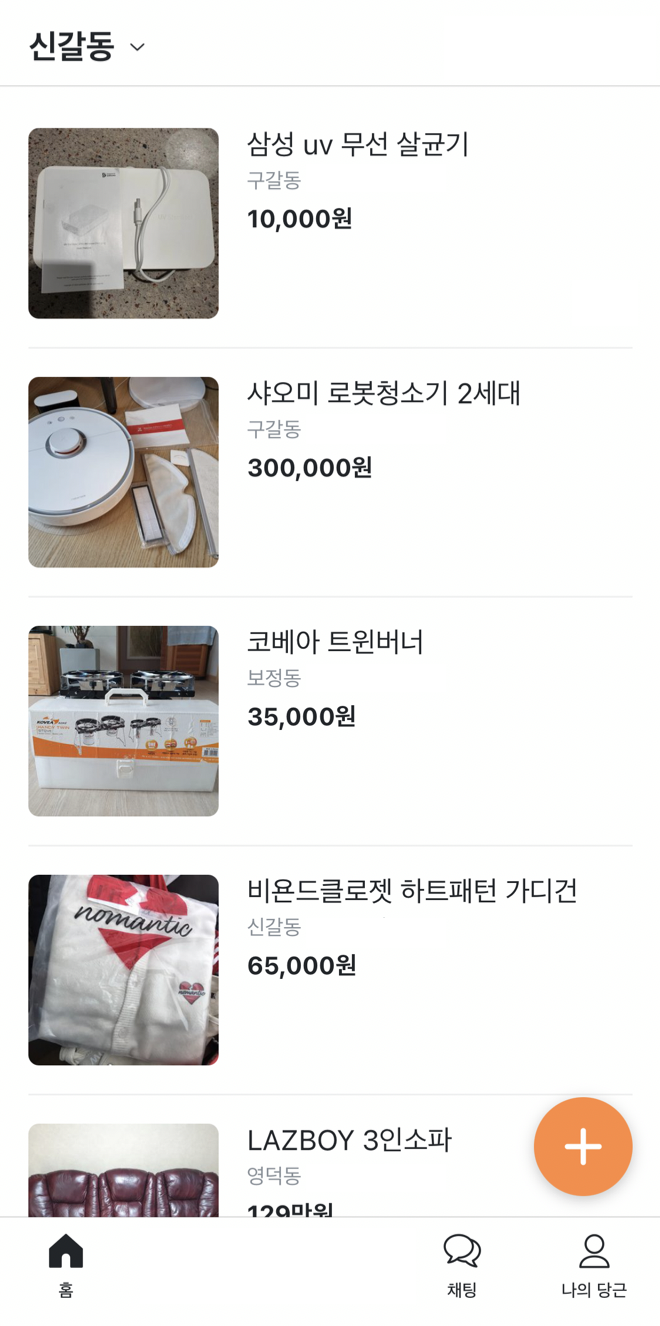 신갈동
삼성 uv 무선 살균기
구갈동
10,000원
샤오미 로봇청소기 2세대
구갈동
300,000원
코베아 트윈버너
보정동
35,000원
KOVEA
비욘드클로젯 하트패턴 가디건
신갈동
65,000원
nomantic
nomantic
LAZBOY 3인소파
영덕동
129만원
홈
채팅
나의 당근